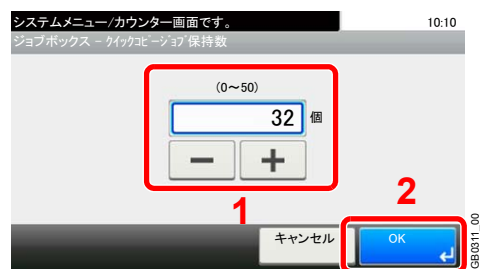 システムメニュー/カウンター画面です。 10:10
ジョブボックス - クイックコピージョブ保持数
(0～50)
32 個
− +
1
2
キャンセル OK
GB0311_00